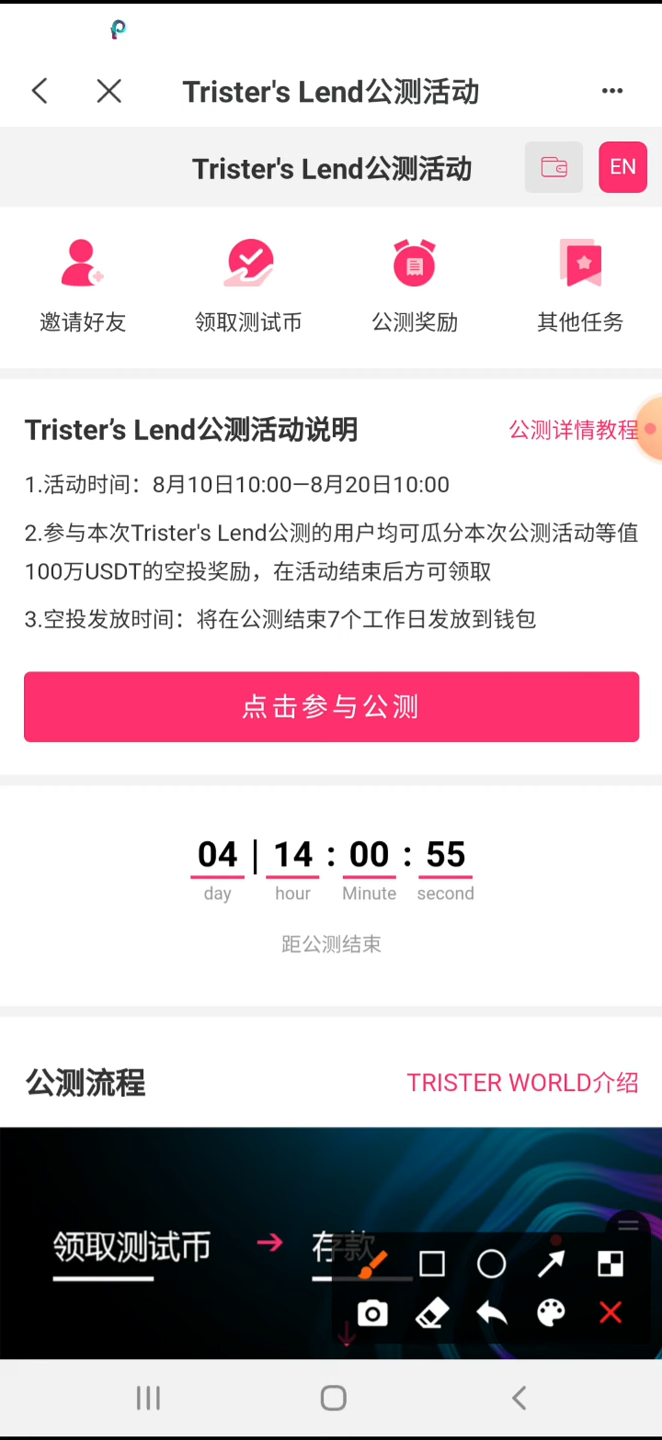 Trister's Lend公测活动
Trister's Lend公测活动
EN
邀请好友 领取测试币 公测奖励 其他任务
Trister’s Lend公测活动说明 公测详情教程
1.活动时间：8月10日10:00—8月20日10:00
2.参与本次Trister's Lend公测的用户均可瓜分本次公测活动等值
100万USDT的空投奖励，在活动结束后方可领取
3.空投发放时间：将在公测结束7个工作日发放到钱包
点击参与公测
04 | 14 : 00 : 55
day hour Minute second
距公测结束
公测流程 TRISTER WORLD介绍
领取测试币 → 存款